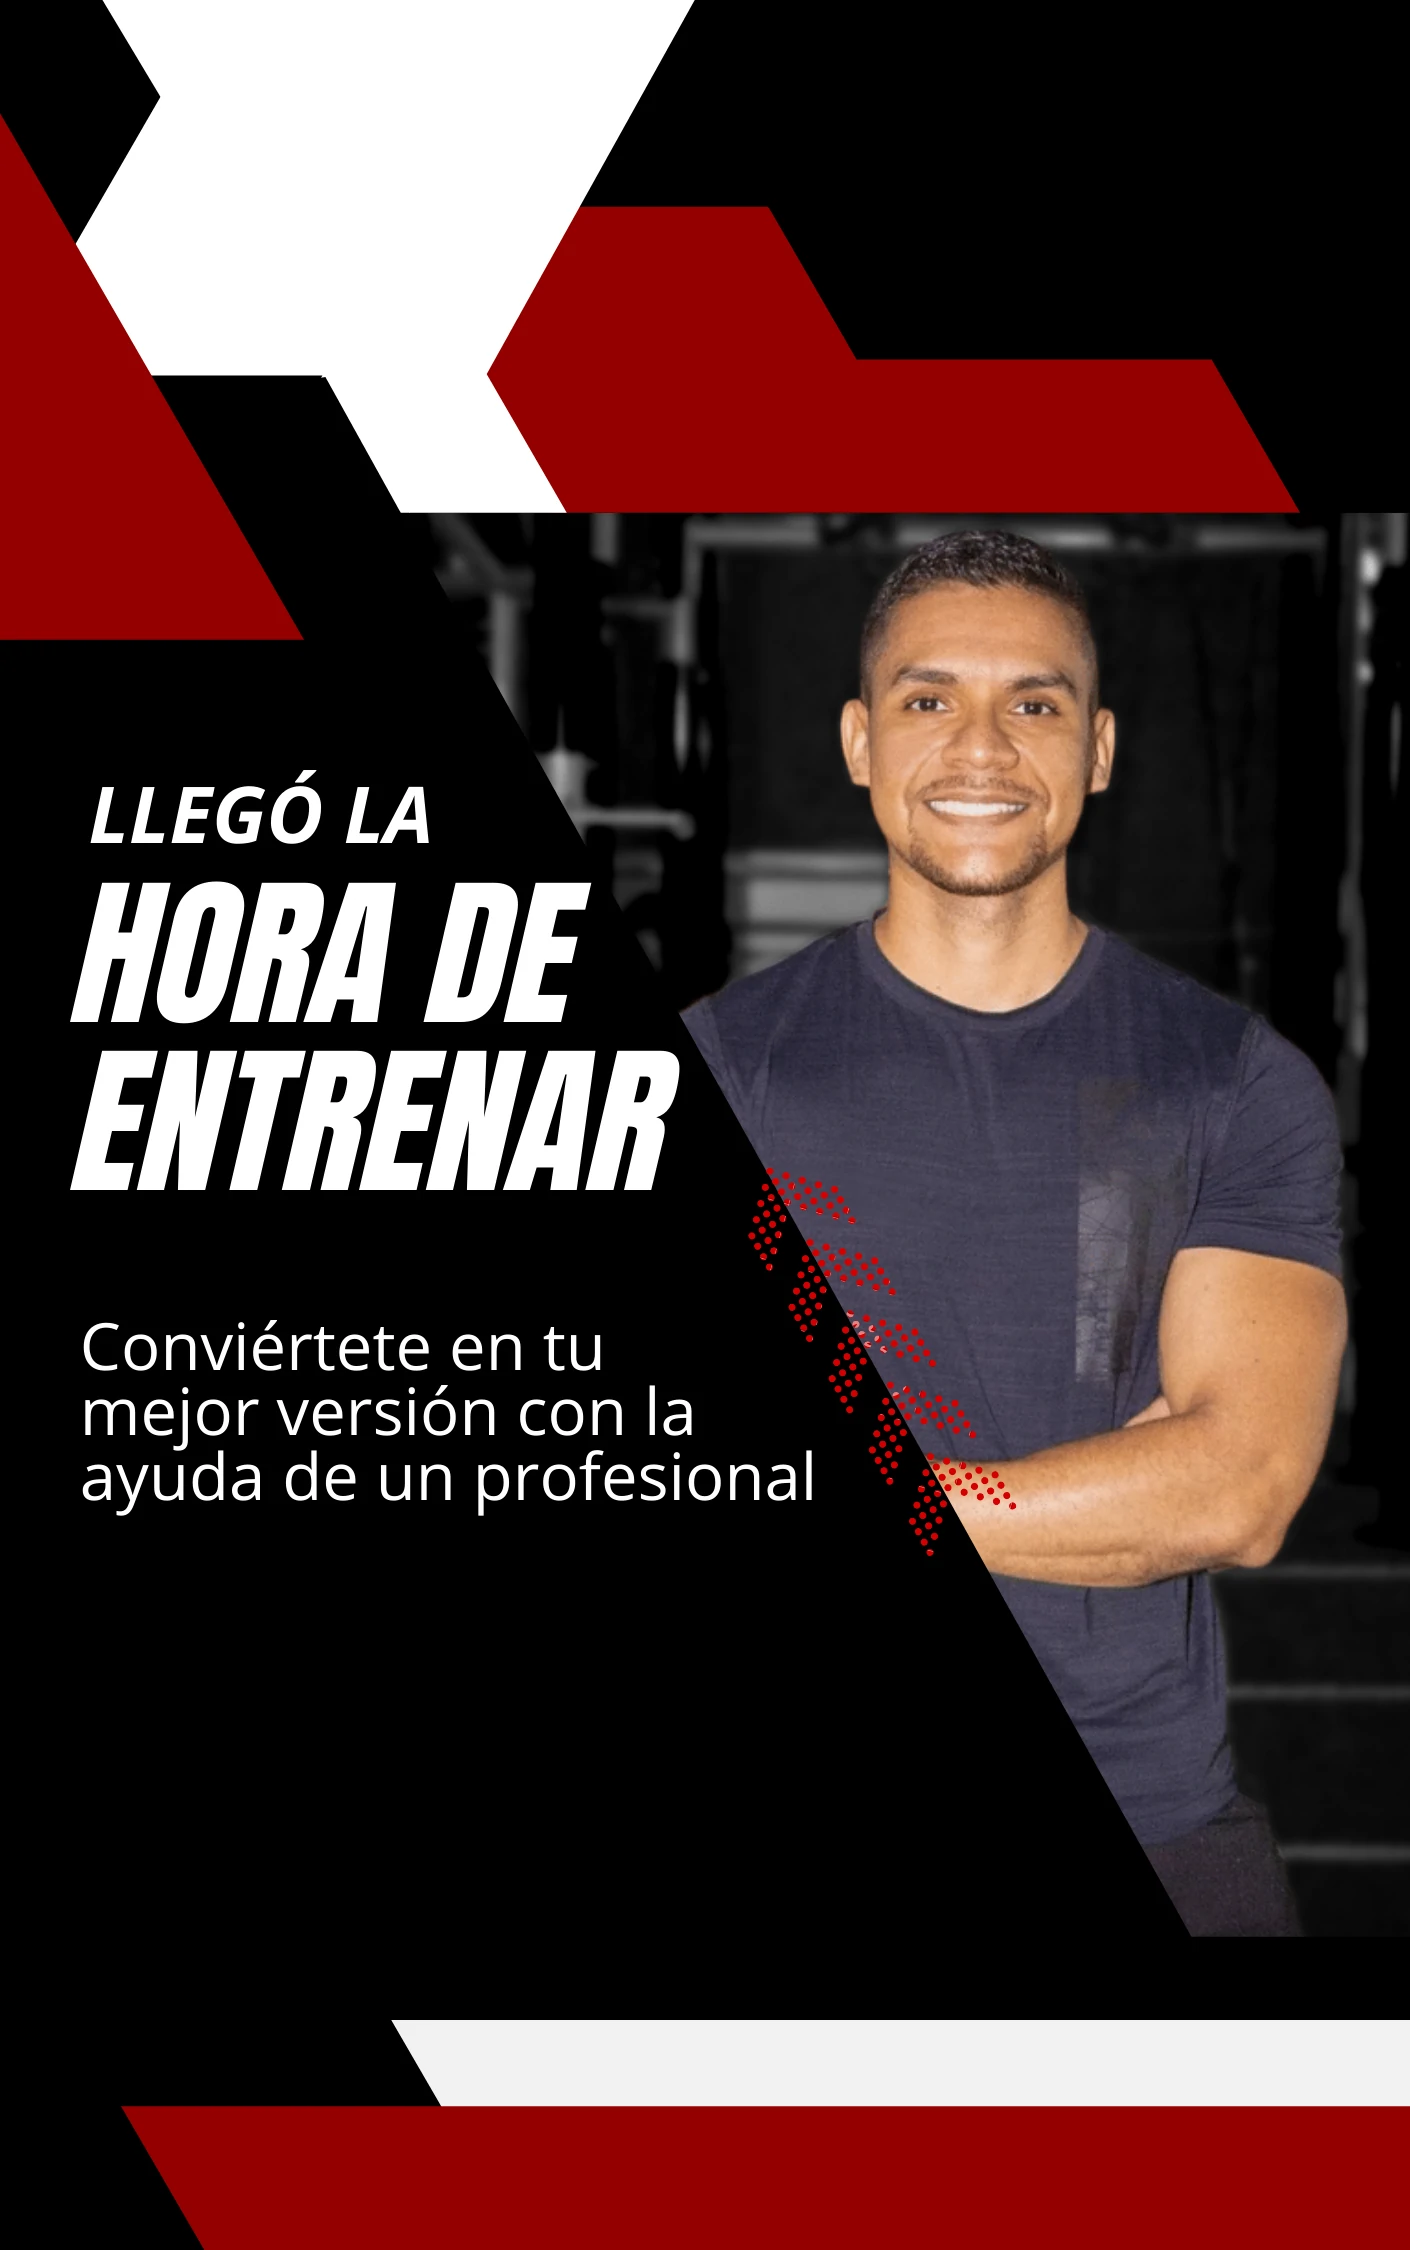 LLEGÓ LA
HORA DE
ENTRENAR
Conviértete en tu
mejor versión con la
ayuda de un profesional